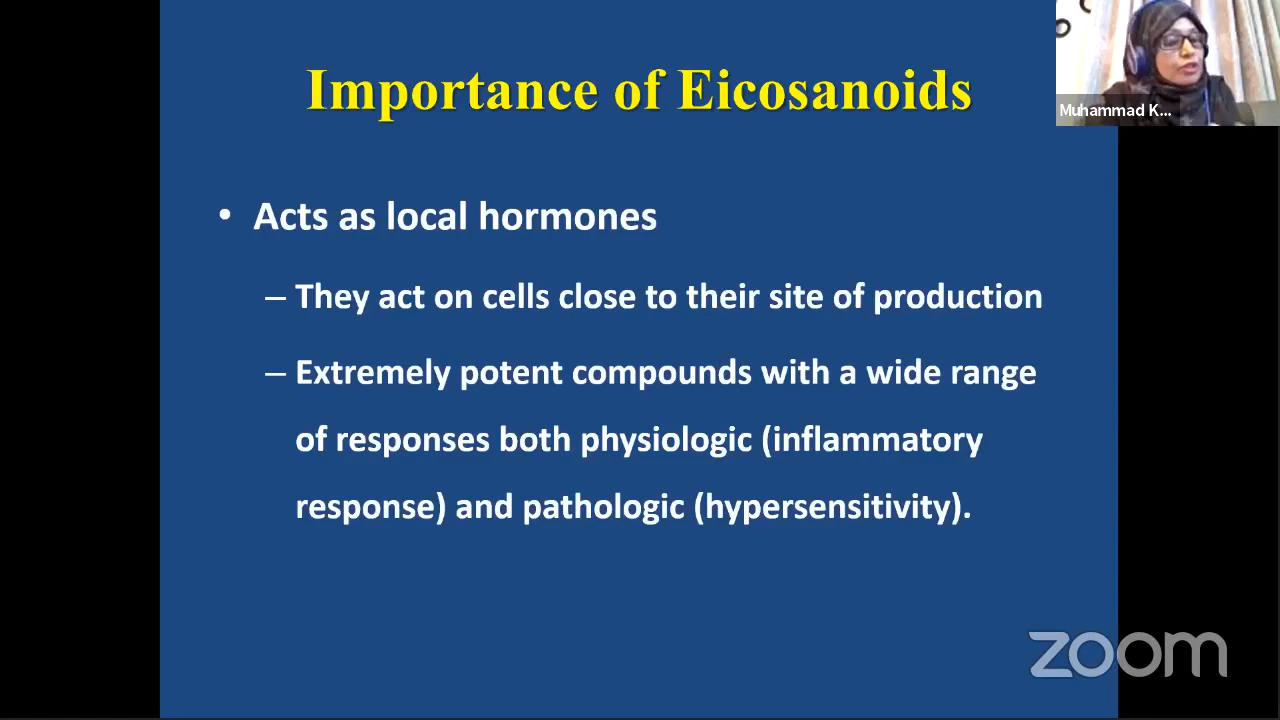 Importance of Eicosanoids
Muhammad K...
• Acts as local hormones
– They act on cells close to their site of production
– Extremely potent compounds with a wide range
of responses both physiologic (inflammatory
response) and pathologic (hypersensitivity).
zoom